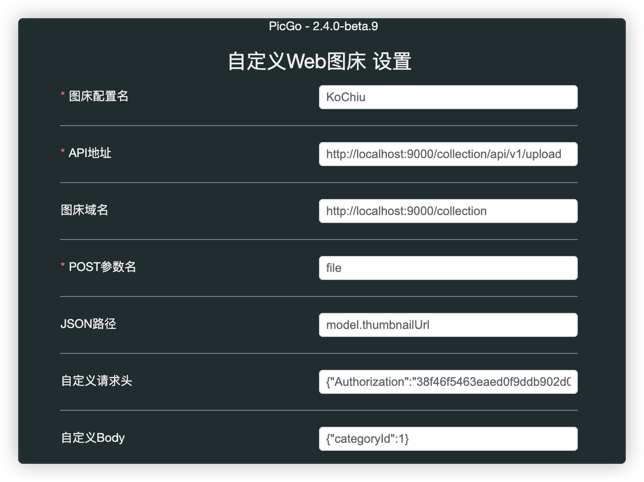 PicGo - 2.4.0-beta.9
自定义Web图床 设置
* 图床配置名
KoChiu
* API地址
http://localhost:9000/collection/api/v1/upload
图床域名
http://localhost:9000/collection
* POST参数名
file
JSON路径
model.thumbnailUrl
自定义请求头
{"Authorization":"38f46f5463eaed0f9ddb902d0
自定义Body
{"categoryId":1}